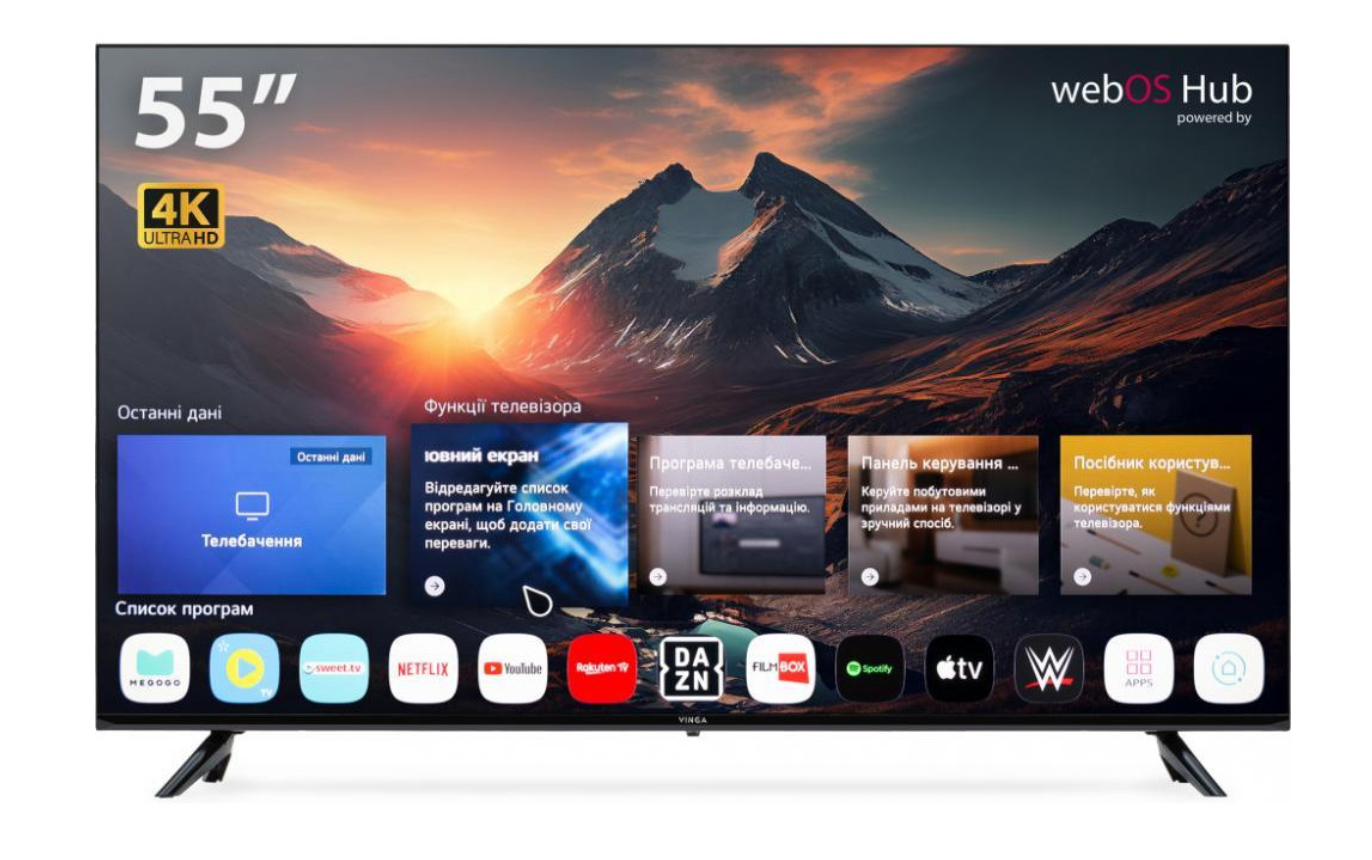 55"
webOS Hub
powered by
4K
ULTRA HD
Останні дані
Функції телевізора
Останні дані
Телебачення
ювний екран
Відредагуйте список
програм на Головному
екрані, щоб додати свої
переваги.
Програма телебаче...
Перевірте розклад
трансляцій та інформацію.
Панель керування ...
Керуйте побутовими
приладами на телевізорі у
зручний спосіб.
Посібник користув...
Перевірте, як
користуватися функціями
телевізора.
Список програм
MEGOGO
TV
sweet.tv
NETFLIX
YouTube
Rakuten TV
DA
ZN
FILMBOX
Spotify
tv
W
APPS
VINGA